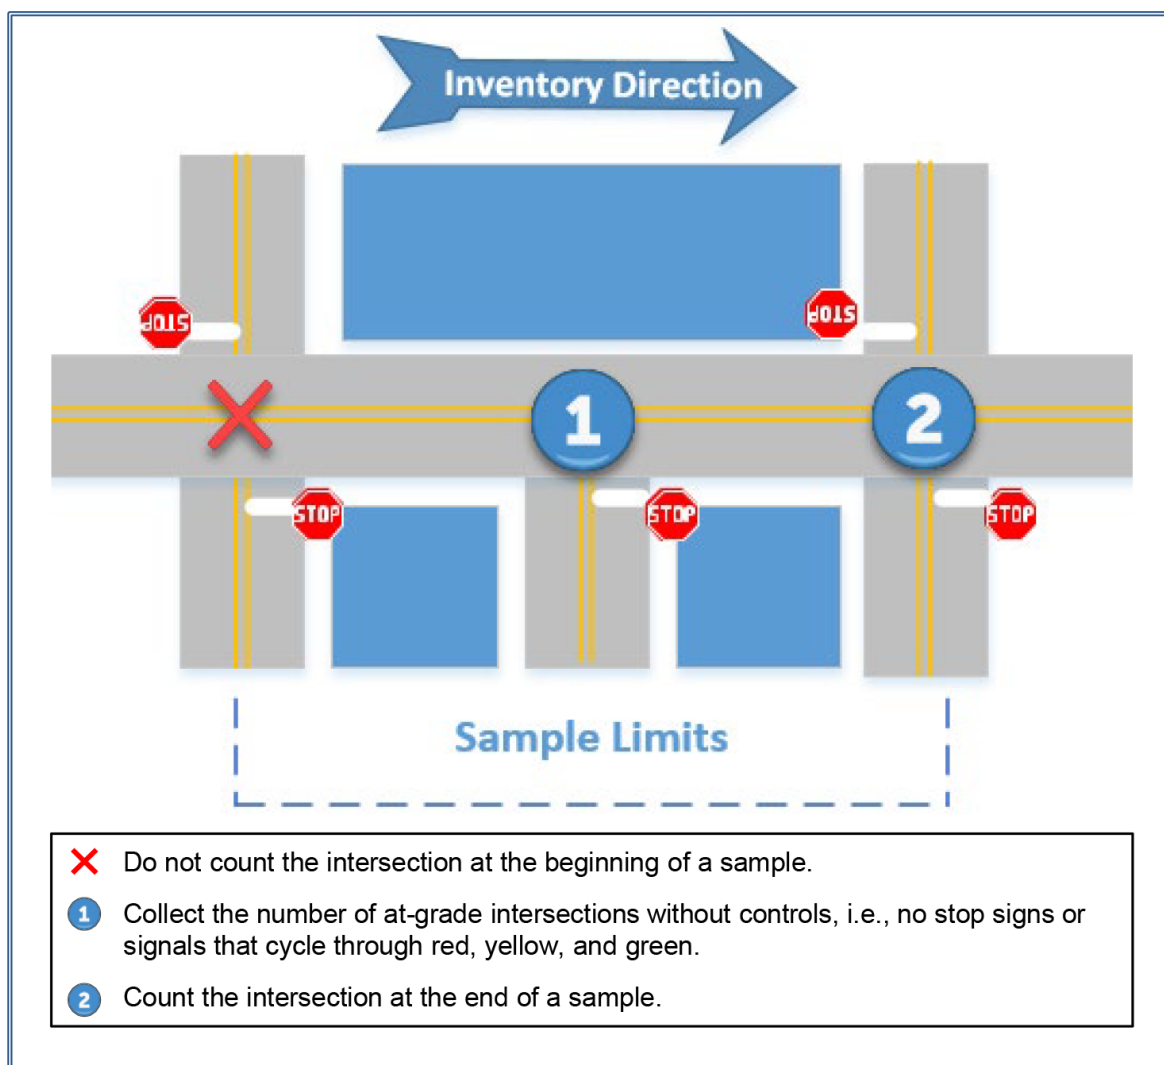 Inventory Direction
STOP
STOP
1
2
STOP
STOP
STOP
Sample Limits
Do not count the intersection at the beginning of a sample.
1 Collect the number of at-grade intersections without controls, i.e., no stop signs or
signals that cycle through red, yellow, and green.
2 Count the intersection at the end of a sample.